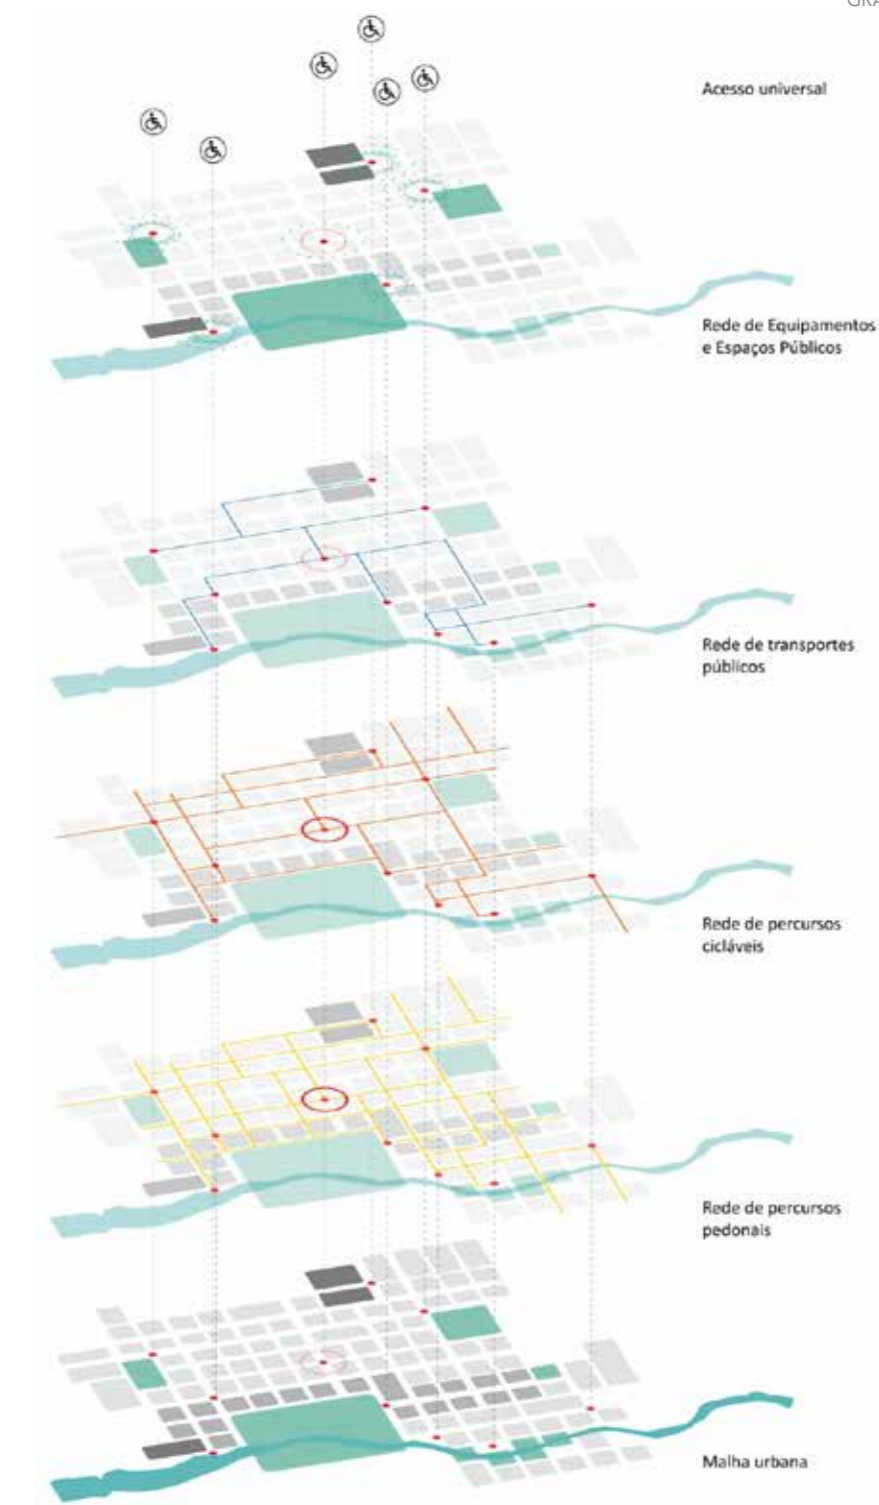 Acesso universal
Rede de Equipamentos
e Espaços Públicos
Rede de transportes
públicos
Rede de percursos
cicláveis
Rede de percursos
pedonais
Malha urbana